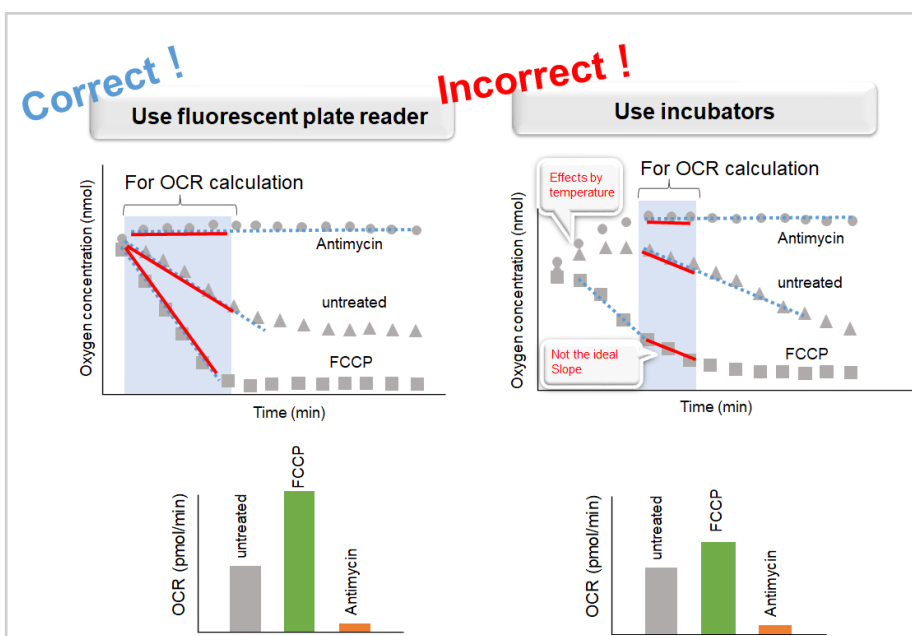 Correct !
Use fluorescent plate reader
For OCR calculation
Oxygen concentration (nmol)
Antimycin
untreated
FCCP
Time (min)
OCR (pmol/min)
untreated
FCCP
Antimycin
Incorrect !
Use incubators
Effects by
temperature
For OCR calculation
Oxygen concentration (nmol)
Antimycin
untreated
FCCP
Not the ideal
Slope
Time (min)
OCR (pmol/min)
untreated
FCCP
Antimycin